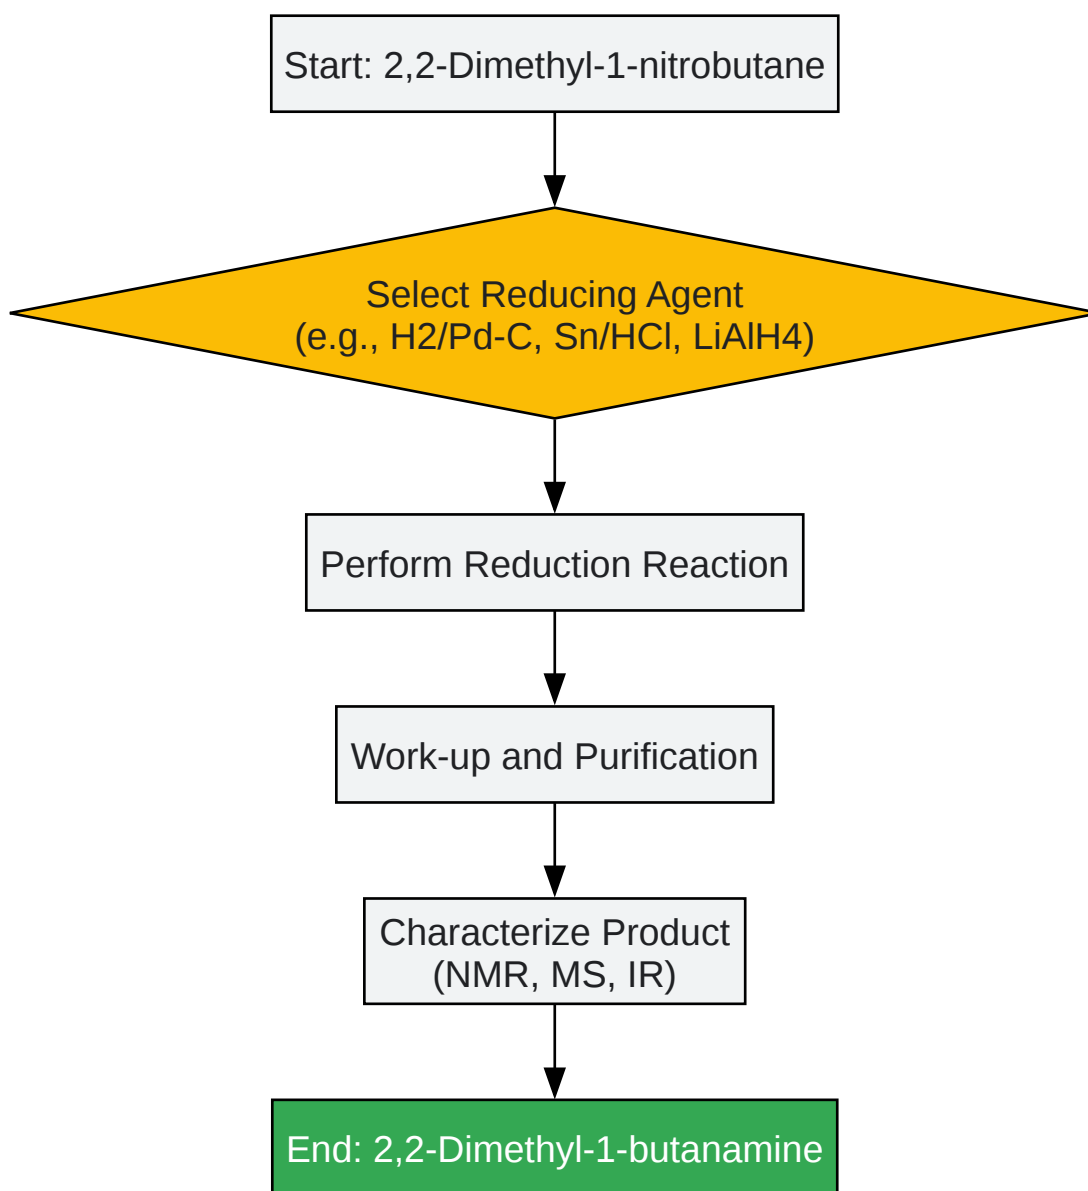 Start: 2,2-Dimethyl-1-nitrobutane
Select Reducing Agent
(e.g., H2/Pd-C, Sn/HCl, LiAlH4)
Perform Reduction Reaction
Work-up and Purification
Characterize Product
(NMR, MS, IR)
End: 2,2-Dimethyl-1-butanamine